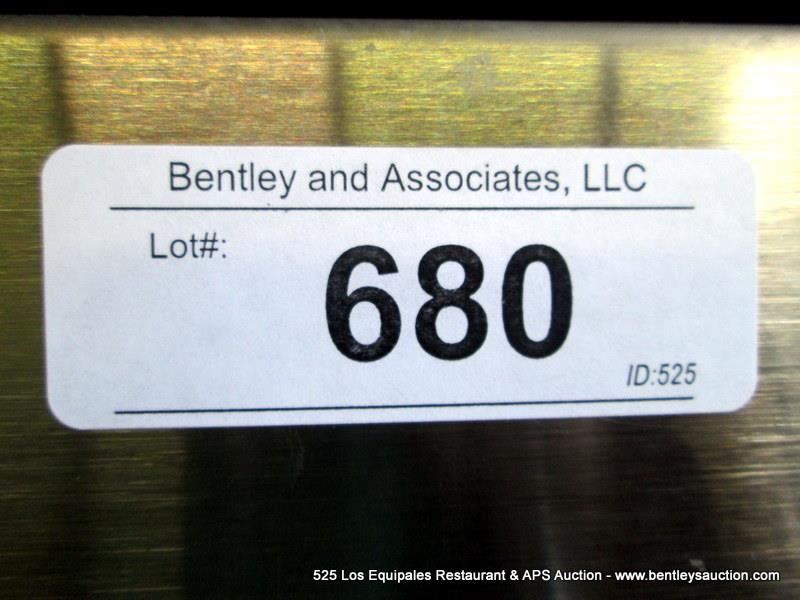 Bentley and Associates, LLC
Lot#:
680
ID:525
525 Los Equipales Restaurant & APS Auction - www.bentleysauction.com